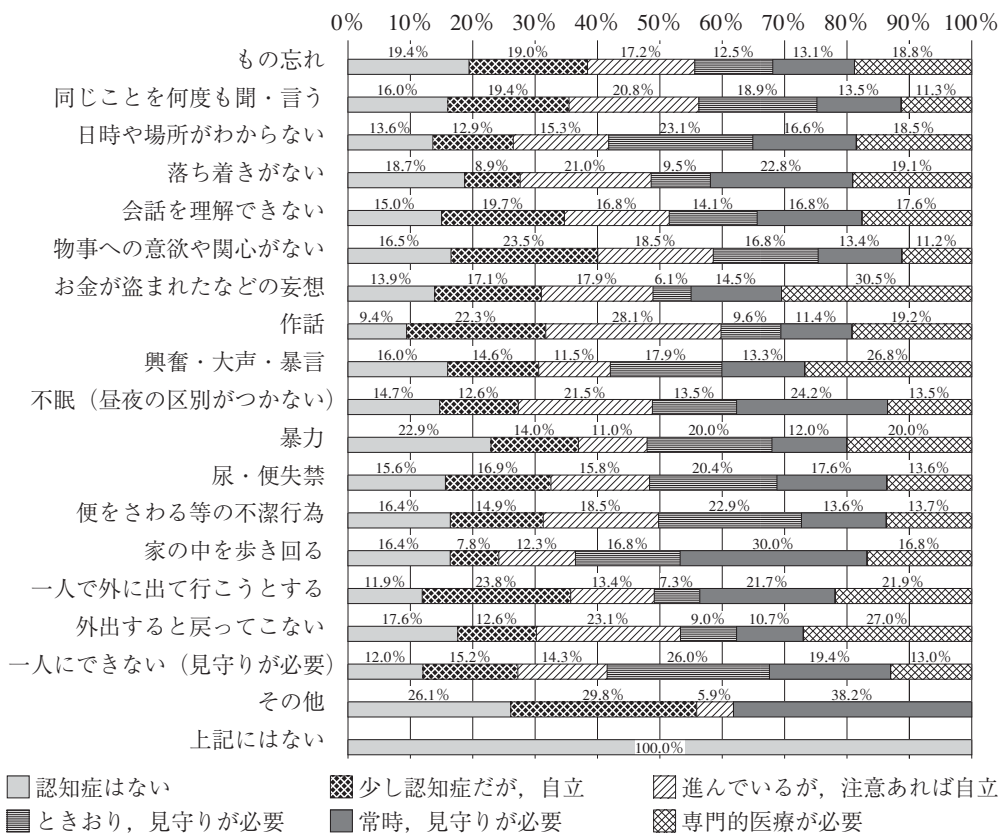 0% 10% 20% 30% 40% 50% 60% 70% 80% 90% 100%
もの忘れ 19.4% 19.0% 17.2% 12.5% 13.1% 18.8%
同じことを何度も聞・言う 16.0% 19.4% 20.8% 18.9% 13.5% 11.3%
日時や場所がわからない 13.6% 12.9% 15.3% 23.1% 16.6% 18.5%
落ち着きがない 18.7% 8.9% 21.0% 9.5% 22.8% 19.1%
会話を理解できない 15.0% 19.7% 16.8% 14.1% 16.8% 17.6%
物事への意欲や関心がない 16.5% 23.5% 18.5% 16.8% 13.4% 11.2%
お金が盗まれたなどの妄想 13.9% 17.1% 17.9% 6.1% 14.5% 30.5%
作話 9.4% 22.3% 28.1% 9.6% 11.4% 19.2%
興奮・大声・暴言 16.0% 14.6% 11.5% 17.9% 13.3% 26.8%
不眠（昼夜の区別がつかない） 14.7% 12.6% 21.5% 13.5% 24.2% 13.5%
暴力 22.9% 14.0% 11.0% 20.0% 12.0% 20.0%
尿・便失禁 15.6% 16.9% 15.8% 20.4% 17.6% 13.6%
便をさわる等の不潔行為 16.4% 14.9% 18.5% 22.9% 13.6% 13.7%
家の中を歩き回る 16.4% 7.8% 12.3% 16.8% 30.0% 16.8%
一人で外に出て行こうとする 11.9% 23.8% 13.4% 7.3% 21.7% 21.9%
外出すると戻ってこない 17.6% 12.6% 23.1% 9.0% 10.7% 27.0%
一人にできない（見守りが必要） 12.0% 15.2% 14.3% 26.0% 19.4% 13.0%
その他 26.1% 29.8% 5.9% 38.2%
上記にはない 100.0%
認知症はない 少し認知症だが，自立 進んでいるが，注意あれば自立
ときおり，見守りが必要 常時，見守りが必要 専門的医療が必要